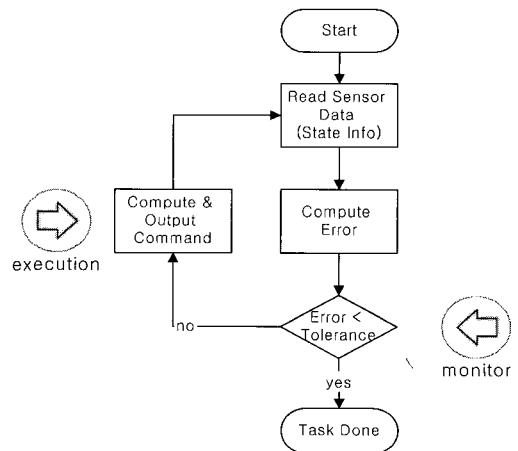 Start
Read Sensor
Data
(State Info)
Compute &
Output
Command
Compute
Error
execution
Error <
Tolerance
no
monitor
yes
Task Done